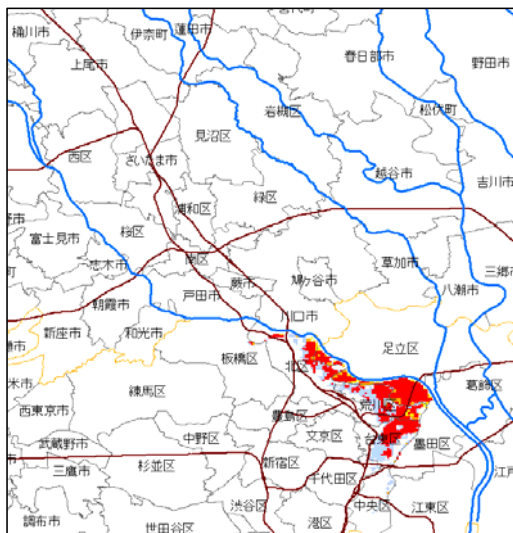 桶川市
伊奈町
蓮田市
春日部市
野田市
上尾市
岩槻区
松伏町
見沼区
西区
さいたま市
越谷市
吉川市
緑区
浦和区
富士見市
桜区
草加市
三郷市
志木市
南区
蕨市
鳩ヶ谷市
八潮市
戸田市
朝霞市
川口市
新座市
和光市
足立区
板橋区
北区
葛飾区
練馬区
西東京市
豊島区
荒川区
文京区
台東区
墨田区
武蔵野市
中野区
三鷹市
杉並区
新宿区
千代田区
江戸
渋谷区
中央区
江東区
調布市
世田谷区
港区